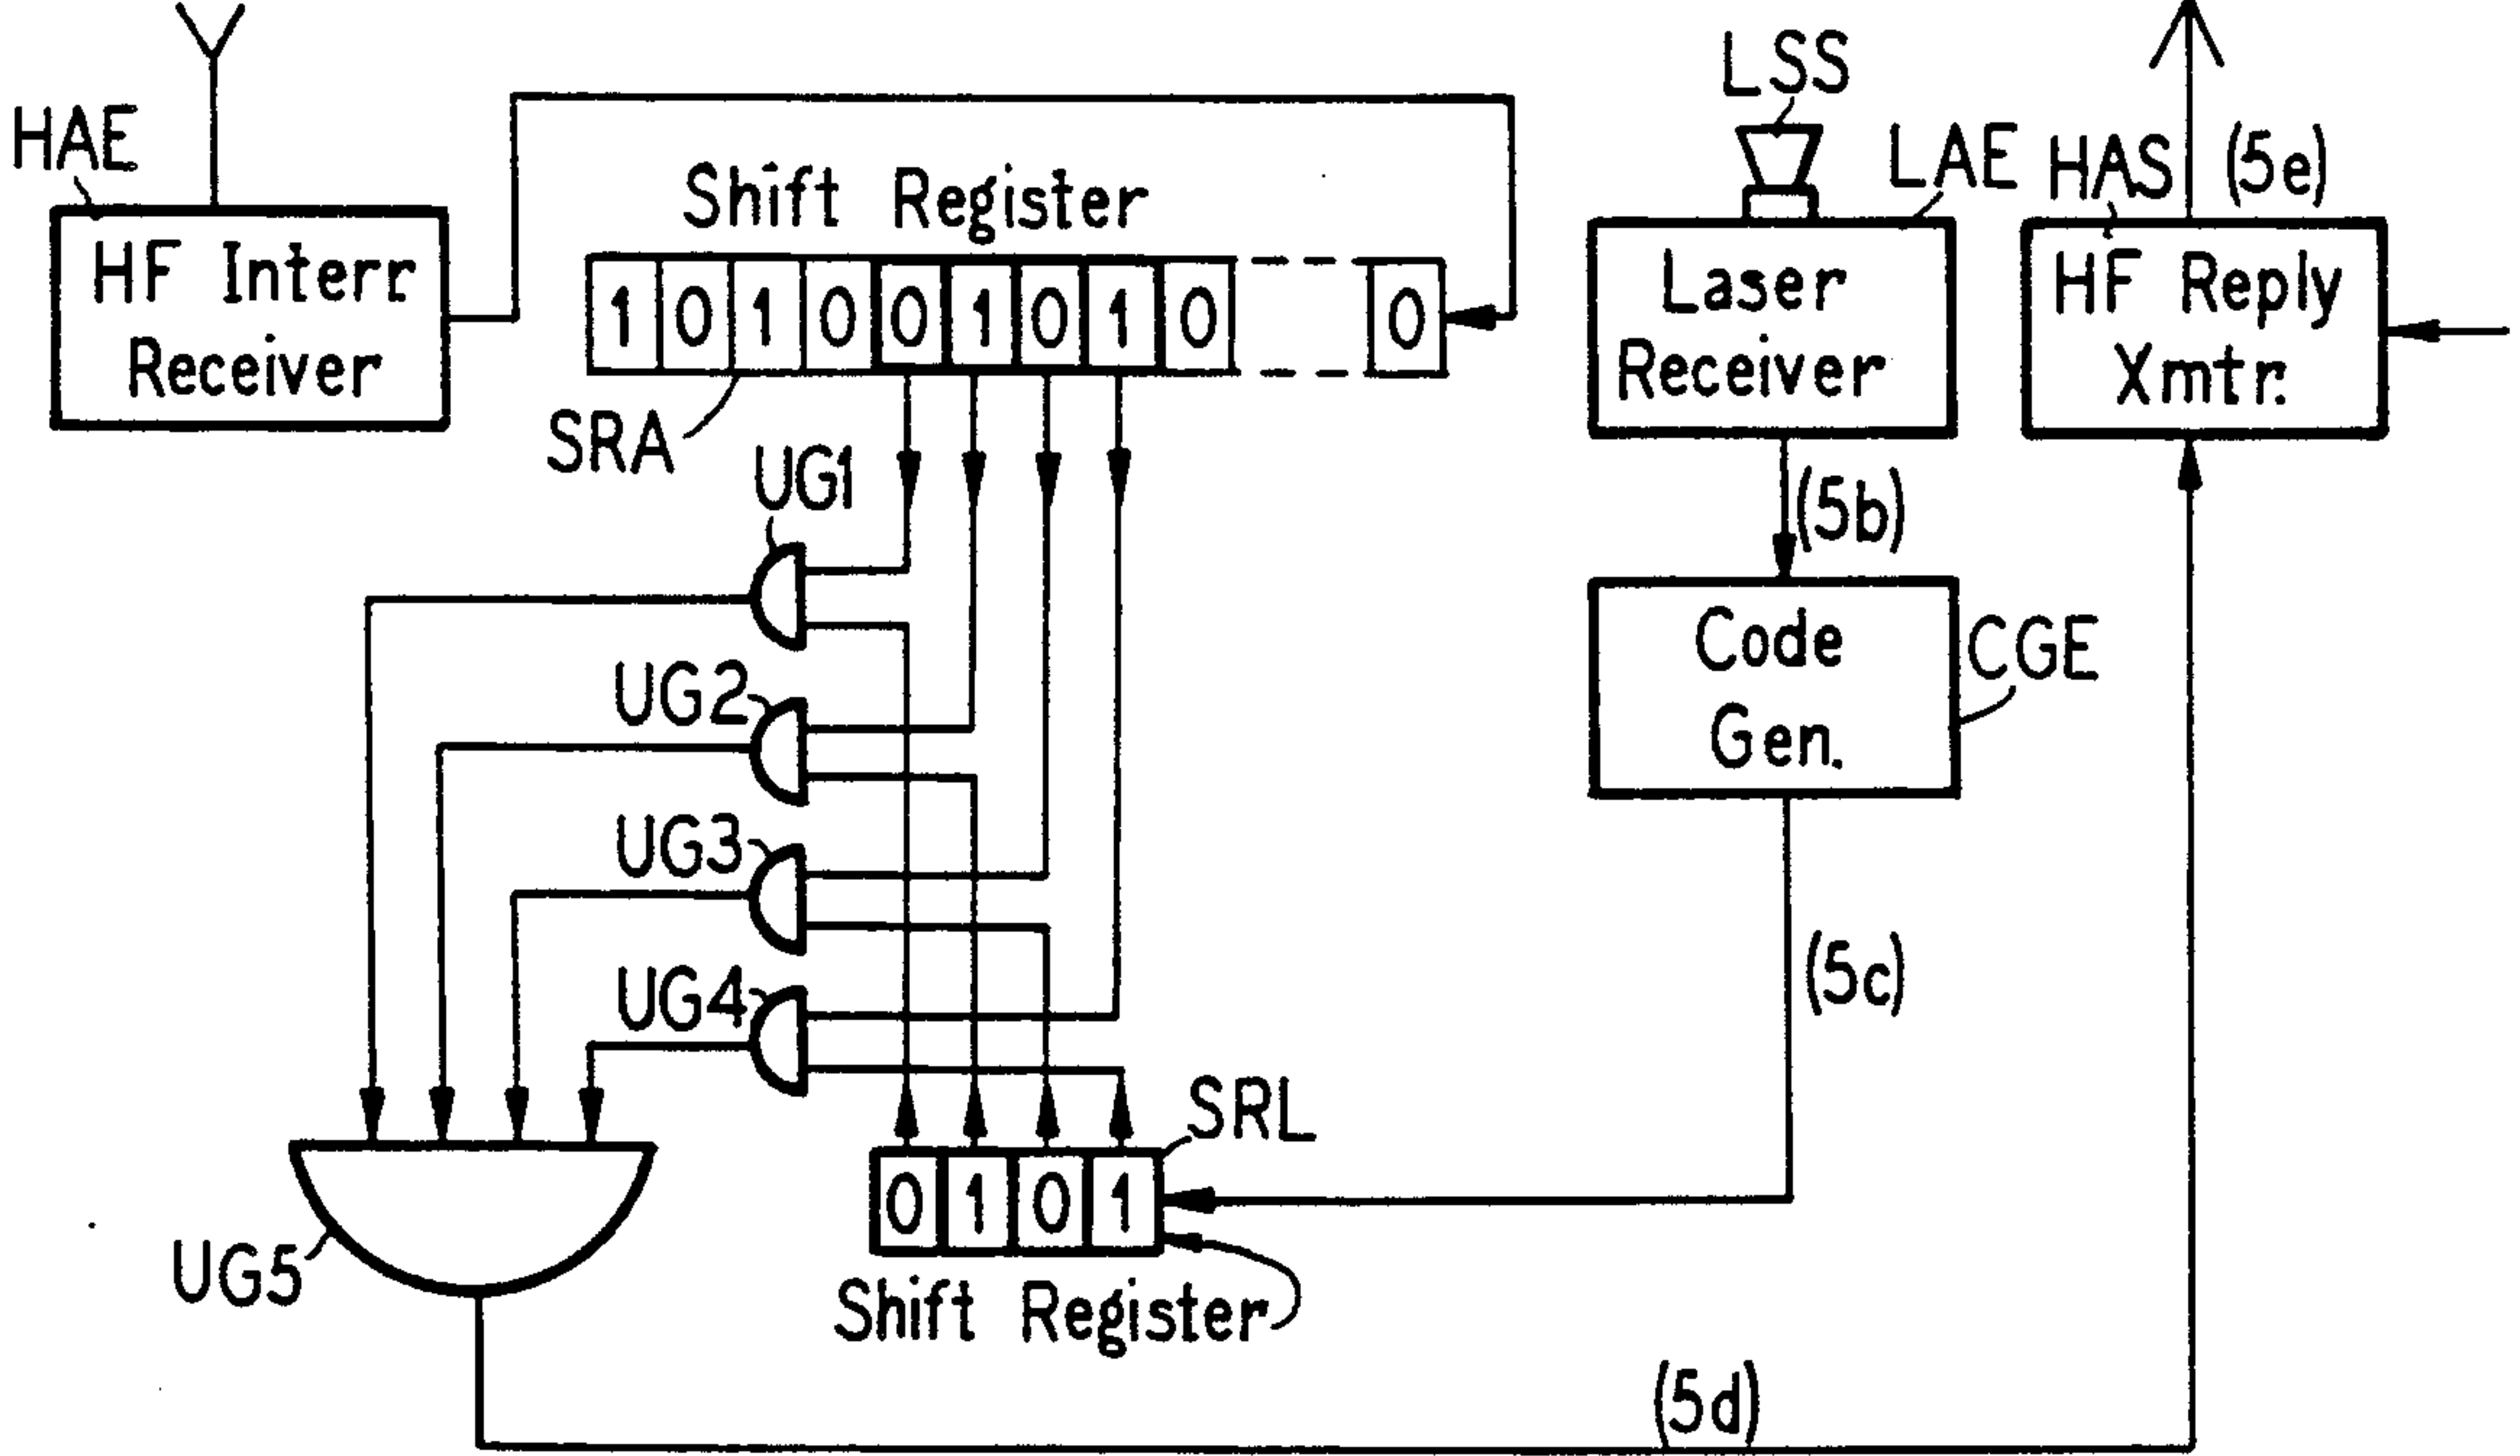 LSS
HAE
LAE
HAS
(5e)
Shift Register
HF Interr
Receiver
1 0 1 0 0 1 0 1 0 0
Laser
Receiver
HF Reply
Xmtr.
SRA
UG1
(5b)
Code
Gen.
CGE
UG2
UG3
UG4
(5c)
SRL
0 1 0 1
UG5
Shift Register
(5d)